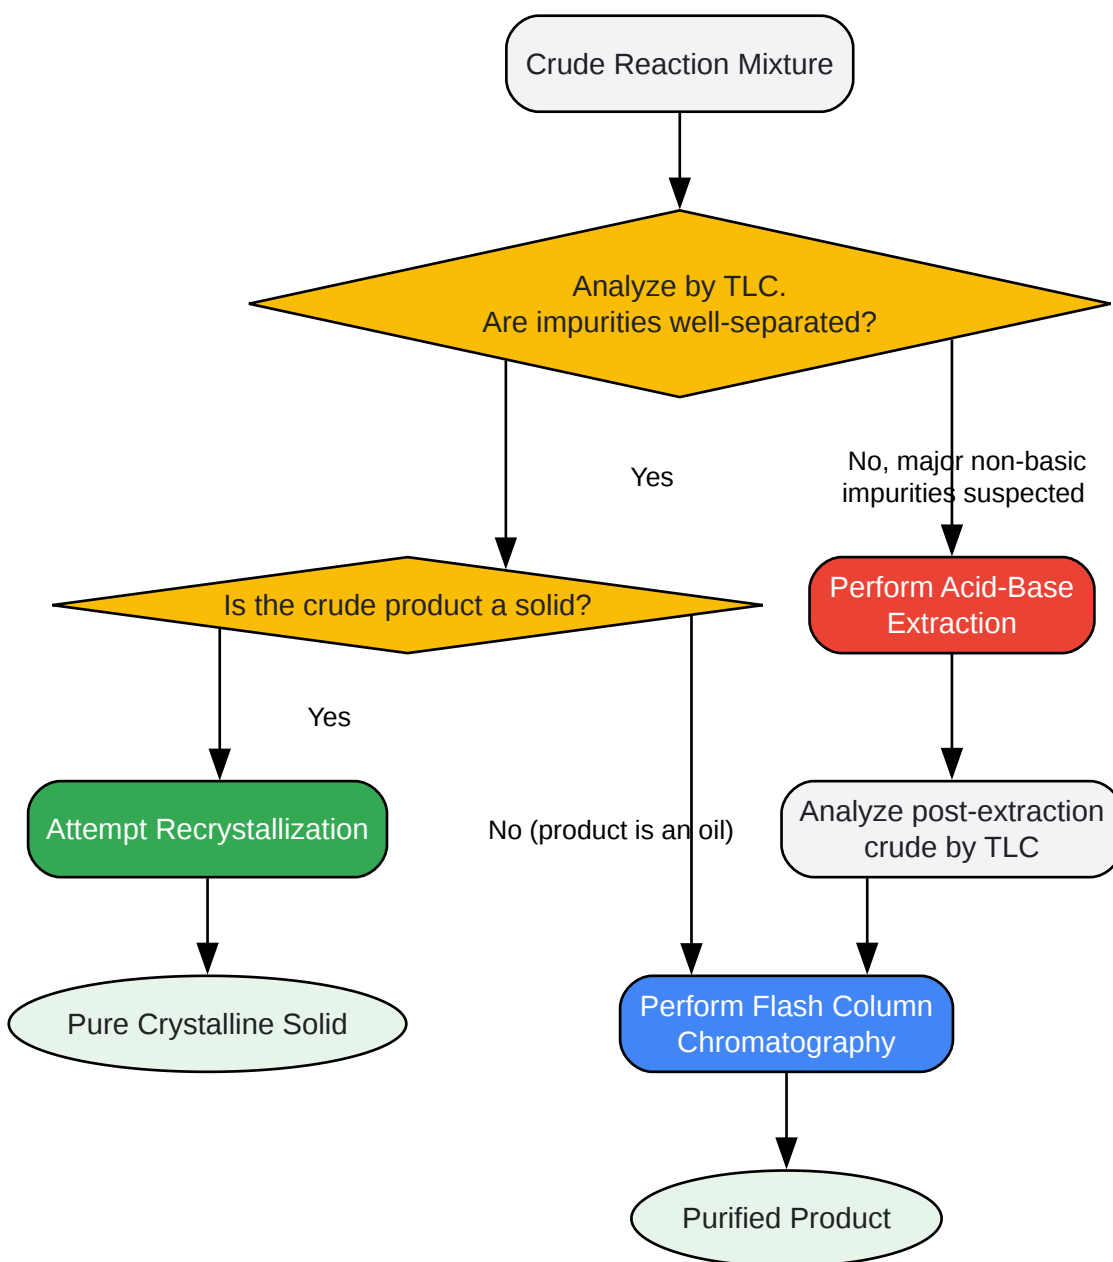 Crude Reaction Mixture
Analyze by TLC.
Are impurities well-separated?
Yes
No, major non-basic
impurities suspected
Is the crude product a solid?
Perform Acid-Base
Extraction
Yes
Attempt Recrystallization
No (product is an oil)
Analyze post-extraction
crude by TLC
Pure Crystalline Solid
Perform Flash Column
Chromatography
Purified Product